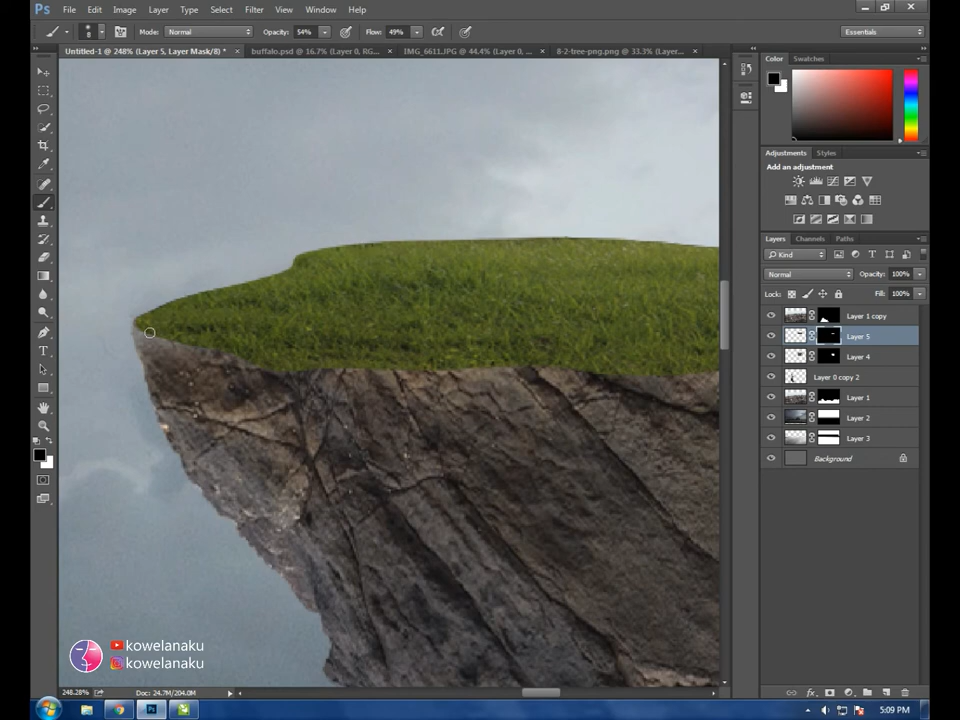 Ps File Edit Image Layer Type Select Filter View Window Help
8 Mode: Normal Opacity: 54% Flow: 49% Essentials
Untitled-1 @ 248% (Layer 5, Layer Mask/8) * × buffalo.psd @ 16.7% (Layer 0, RG... × IMG_6611.JPG @ 44.4% (Layer 0, ... × 8-2-tree-png.png @ 33.3% (Layer... ×
Color Swatches
Adjustments Styles
Add an adjustment
Layers Channels Paths
Kind
Normal Opacity: 100%
Lock: Fill: 100%
Layer 1 copy
Layer 5
Layer 4
Layer 0 copy 2
Layer 1
Layer 2
Layer 3
Background
kowelanaku
kowelanaku
248.28% Doc: 24.7M/204.0M
fx
Ps 5:09 PM